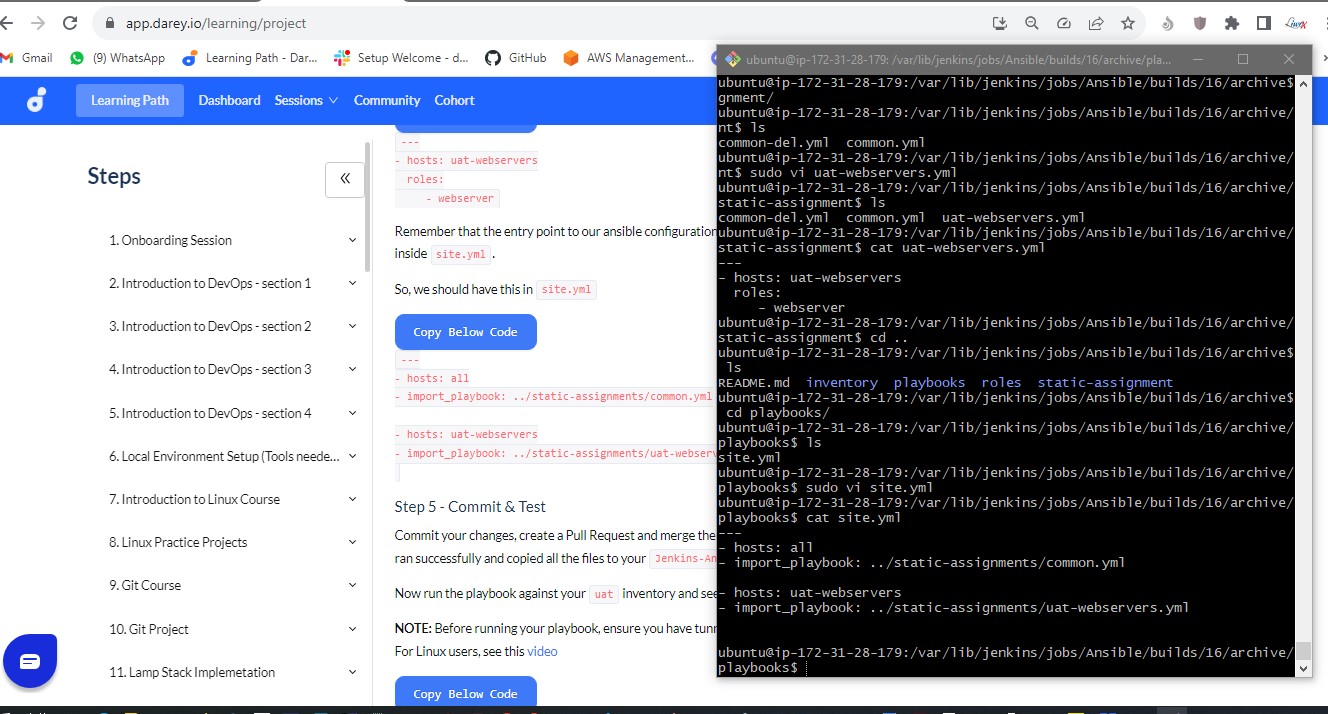 app.darey.io/learning/project
Gmail
(9) WhatsApp
Learning Path - Dar...
Setup Welcome - d...
GitHub
AWS Management...
Learning Path
Dashboard
Sessions
Community
Cohort
Steps
1. Onboarding Session
2. Introduction to DevOps - section 1
3. Introduction to DevOps - section 2
4. Introduction to DevOps - section 3
5. Introduction to DevOps - section 4
6. Local Environment Setup (Tools neede...
7. Introduction to Linux Course
8. Linux Practice Projects
9. Git Course
10. Git Project
11. Lamp Stack Implemetation
---
- hosts: uat-webservers
roles:
- webserver
Remember that the entry point to our ansible configuration
inside site.yml.
So, we should have this in site.yml
Copy Below Code
---
- hosts: all
- import_playbook: ../static-assignments/common.yml
- hosts: uat-webservers
- import_playbook: ../static-assignments/uat-webserv
Step 5 - Commit & Test
Commit your changes, create a Pull Request and merge the
ran successfully and copied all the files to your Jenkins-An
Now run the playbook against your uat inventory and see
NOTE: Before running your playbook, ensure you have tunn
For Linux users, see this video
Copy Below Code
ubuntu@ip-172-31-28-179: /var/lib/jenkins/jobs/Ansible/builds/16/archive/pla...
ubuntu@ip-172-31-28-179:/var/lib/jenkins/jobs/Ansible/builds/16/archive$
gnment/
ubuntu@ip-172-31-28-179:/var/lib/jenkins/jobs/Ansible/builds/16/archive/
nt$ ls
common-del.yml  common.yml
ubuntu@ip-172-31-28-179:/var/lib/jenkins/jobs/Ansible/builds/16/archive/
nt$ sudo vi uat-webservers.yml
ubuntu@ip-172-31-28-179:/var/lib/jenkins/jobs/Ansible/builds/16/archive/
static-assignment$ ls
common-del.yml  common.yml  uat-webservers.yml
ubuntu@ip-172-31-28-179:/var/lib/jenkins/jobs/Ansible/builds/16/archive/
static-assignment$ cat uat-webservers.yml
---
- hosts: uat-webservers
roles:
- webserver
ubuntu@ip-172-31-28-179:/var/lib/jenkins/jobs/Ansible/builds/16/archive/
static-assignment$ cd ..
ubuntu@ip-172-31-28-179:/var/lib/jenkins/jobs/Ansible/builds/16/archive$
ls
README.md  inventory  playbooks  roles  static-assignment
ubuntu@ip-172-31-28-179:/var/lib/jenkins/jobs/Ansible/builds/16/archive$
cd playbooks/
ubuntu@ip-172-31-28-179:/var/lib/jenkins/jobs/Ansible/builds/16/archive/
playbooks$ ls
site.yml
ubuntu@ip-172-31-28-179:/var/lib/jenkins/jobs/Ansible/builds/16/archive/
playbooks$ sudo vi site.yml
ubuntu@ip-172-31-28-179:/var/lib/jenkins/jobs/Ansible/builds/16/archive/
playbooks$ cat site.yml
---
- hosts: all
- import_playbook: ../static-assignments/common.yml
- hosts: uat-webservers
- import_playbook: ../static-assignments/uat-webservers.yml
ubuntu@ip-172-31-28-179:/var/lib/jenkins/jobs/Ansible/builds/16/archive/
playbooks$